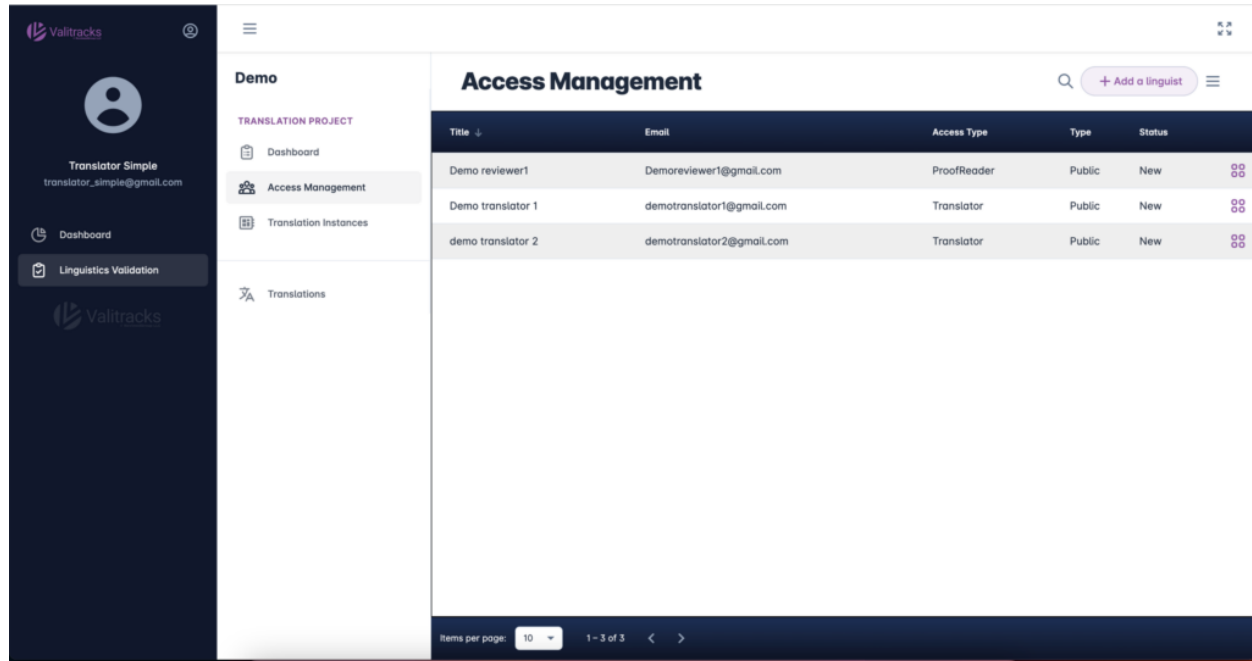 Valitracks
Translator Simple
translator_simple@gmail.com
Dashboard
Linguistics Validation
Valitracks
Demo
TRANSLATION PROJECT
Dashboard
Access Management
Translation Instances
Translations
Access Management
+ Add a linguist
Title ↓ Email Access Type Type Status
Demo reviewer1 Demoreviewer1@gmail.com ProofReader Public New
Demo translator 1 demotranslator1@gmail.com Translator Public New
demo translator 2 demotranslator2@gmail.com Translator Public New
Items per page: 10 1 – 3 of 3